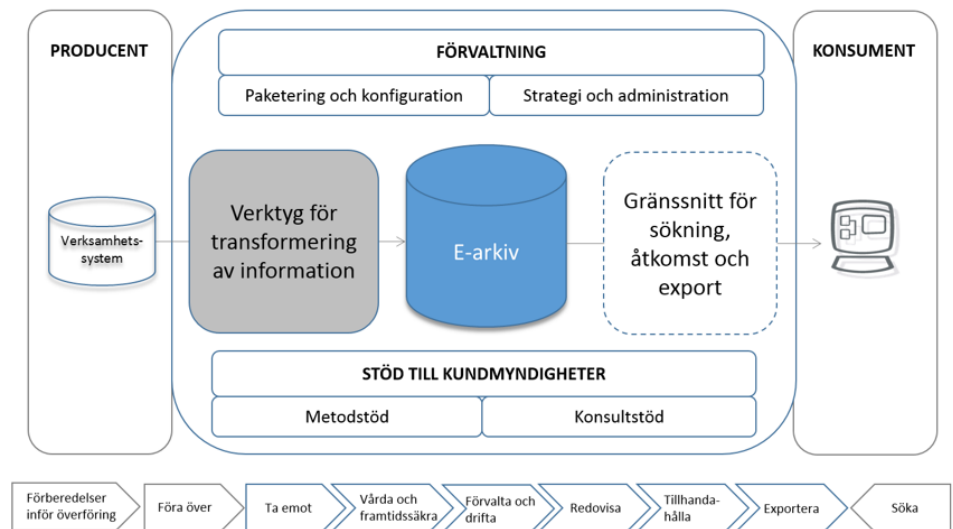 PRODUCENT
Verksamhets-
system
FÖRVALTNING
Paketering och konfiguration
Strategi och administration
Verktyg för
transformering
av information
E-arkiv
Gränssnitt för
sökning,
åtkomst och
export
STÖD TILL KUNDMYNDIGHETER
Metodstöd
Konsultstöd
KONSUMENT
Förberedelser
inför överföring
Föra över
Ta emot
Vårda och
framtidssäkra
Förvalta och
drifta
Redovisa
Tillhanda-
hålla
Exportera
Söka